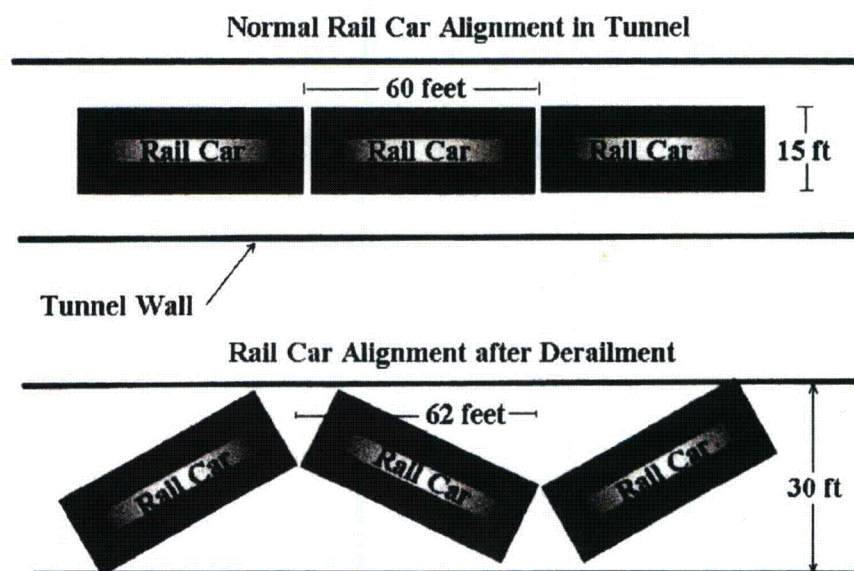 Normal Rail Car Alignment in Tunnel
60 feet
Rail Car
Rail Car
Rail Car
15 ft
Tunnel Wall
Rail Car Alignment after Derailment
62 feet
Rail Car
Rail Car
Rail Car
30 ft